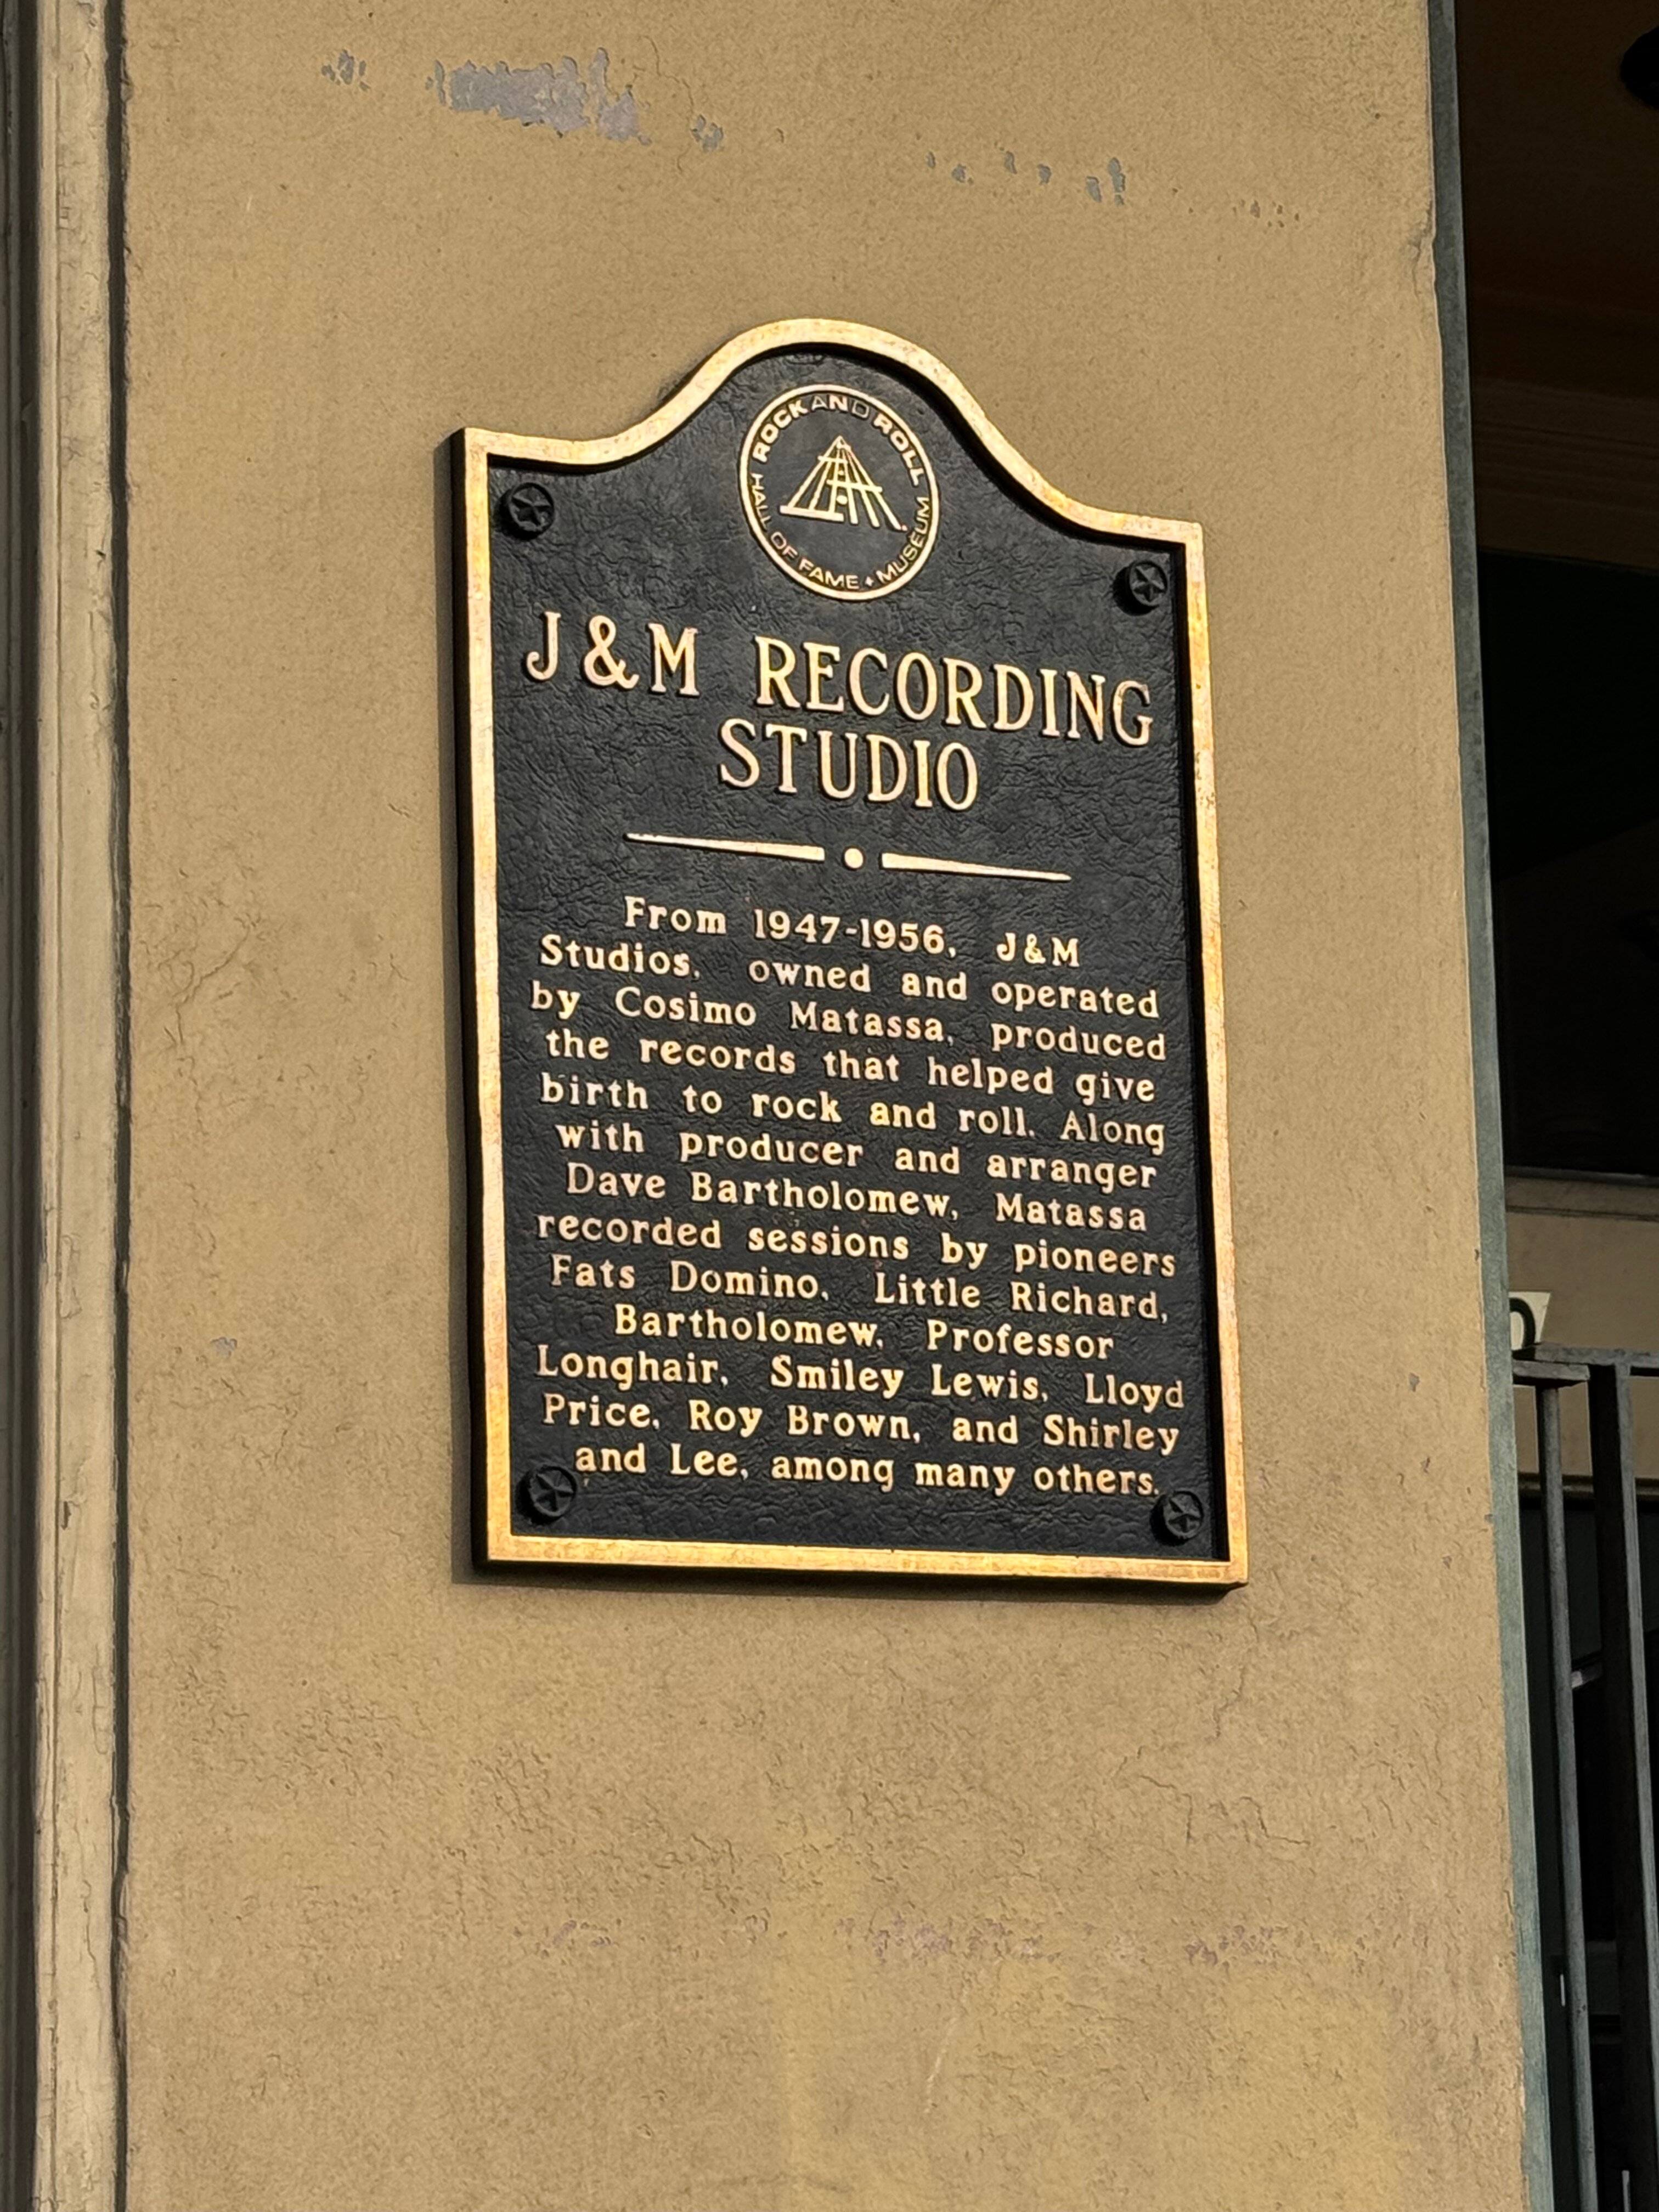 ROCK AND ROLL
HALL OF FAME + MUSEUM
J&M RECORDING
STUDIO
From 1947-1956, J&M
Studios, owned and operated
by Cosimo Matassa, produced
the records that helped give
birth to rock and roll. Along
with producer and arranger
Dave Bartholomew, Matassa
recorded sessions by pioneers
Fats Domino, Little Richard,
Bartholomew, Professor
Longhair, Smiley Lewis, Lloyd
Price, Roy Brown, and Shirley
and Lee, among many others.